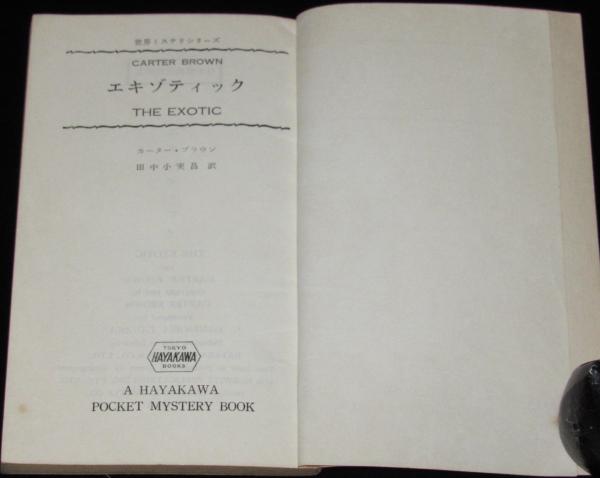 世界ミステリシリーズ
CARTER BROWN
エキゾティック
THE EXOTIC
カーター・ブラウン
田中小実昌 訳
TOKYO
HAYAKAWA
BOOKS
A HAYAKAWA
POCKET MYSTERY BOOK